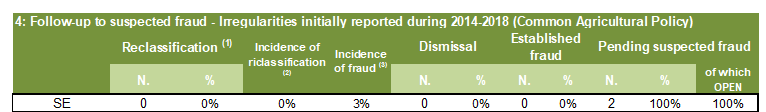 4: Follow-up to suspected fraud - Irregularities initially reported during 2014-2018 (Common Agricultural Policy)
Reclassification (1) Incidence of riclassification (2) Incidence of fraud (3) Dismissal Established fraud Pending suspected fraud
N. % N. % N. % N. % of which OPEN
SE 0 0% 0% 3% 0 0% 0 0% 2 100% 100%